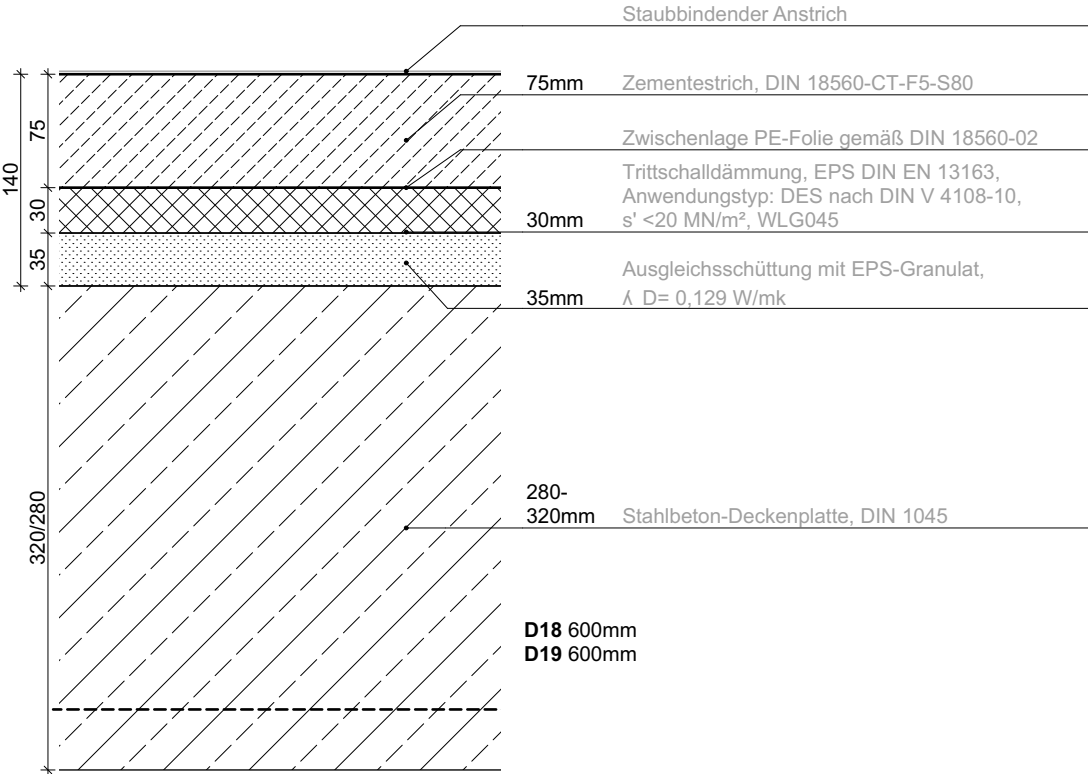 Staubbindender Anstrich
75mm Zementestrich, DIN 18560-CT-F5-S80
Zwischenlage PE-Folie gemäß DIN 18560-02
Trittschalldämmung, EPS DIN EN 13163,
Anwendungstyp: DES nach DIN V 4108-10,
30mm s' <20 MN/m², WLG045
Ausgleichsschüttung mit EPS-Granulat,
35mm ⁁ D= 0,129 W/mk
280-
320mm Stahlbeton-Deckenplatte, DIN 1045
D18 600mm
D19 600mm
140
75
30
35
320/280